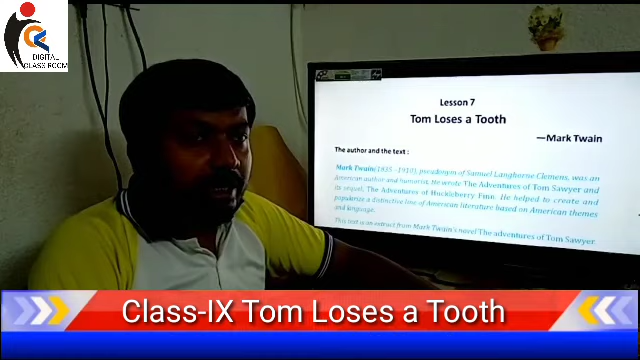 DIGITAL
CLASS ROOM
Lesson 7
Tom Loses a Tooth
—Mark Twain
The author and the text :
Mark Twain(1835 -1910), pseudonym of Samuel Langhorne Clemens, was an
American author and humorist. He wrote The Adventures of Tom Sawyer and
its sequel, The Adventures of Huckleberry Finn. He helped to create and
popularize a distinctive line of American literature based on American themes
and language.
This text is an extract from Mark Twain's novel The adventures of Tom Sawyer.
Class-IX Tom Loses a Tooth